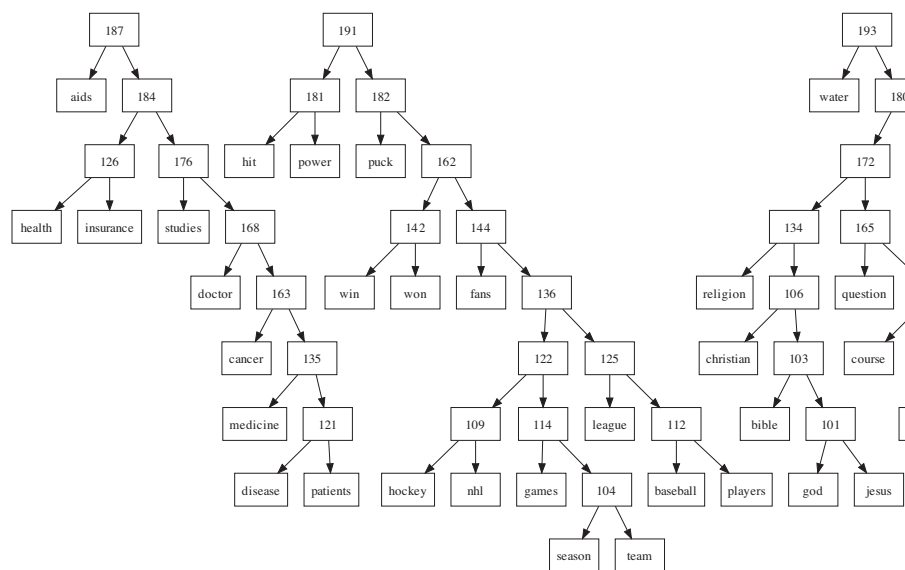 187 191 193
aids 184 181 182 water
126 176 hit power puck 162 172
health insurance studies 168 142 144 134 165
doctor 163 win won fans 136 religion 106 question
cancer 135 122 125 christian 103 course
medicine 121 109 114 league 112 bible 101
disease patients hockey nhl games 104 baseball players god jesus
season team